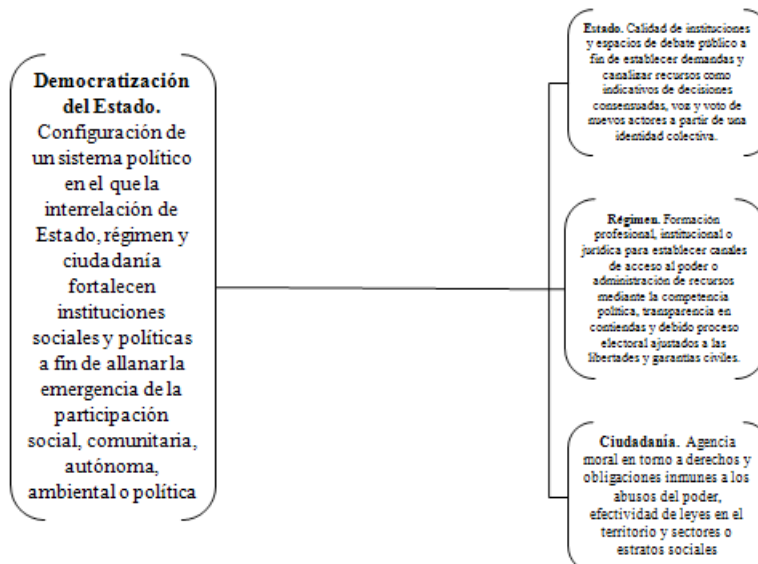 Democratización
del Estado.
Configuración de
un sistema político
en el que la
interrelación de
Estado, régimen y
ciudadanía
fortalecen
instituciones
sociales y políticas
a fin de allanar la
emergencia de la
participación
social, comunitaria,
autónoma,
ambiental o política
Estado. Calidad de instituciones
y espacios de debate público a
fin de establecer demandas y
canalizar recursos como
indicativos de decisiones
consensuadas, voz y voto de
nuevos actores a partir de una
identidad colectiva.
Régimen. Formación
profesional, institucional o
jurídica para establecer canales
de acceso al poder o
administración de recursos
mediante la competencia
política, transparencia en
contiendas y debido proceso
electoral ajustados a las
libertades y garantías civiles.
Ciudadanía. Agencia
moral en torno a derechos y
obligaciones inmunes a los
abusos del poder,
efectividad de leyes en el
territorio y sectores o
estratos sociales